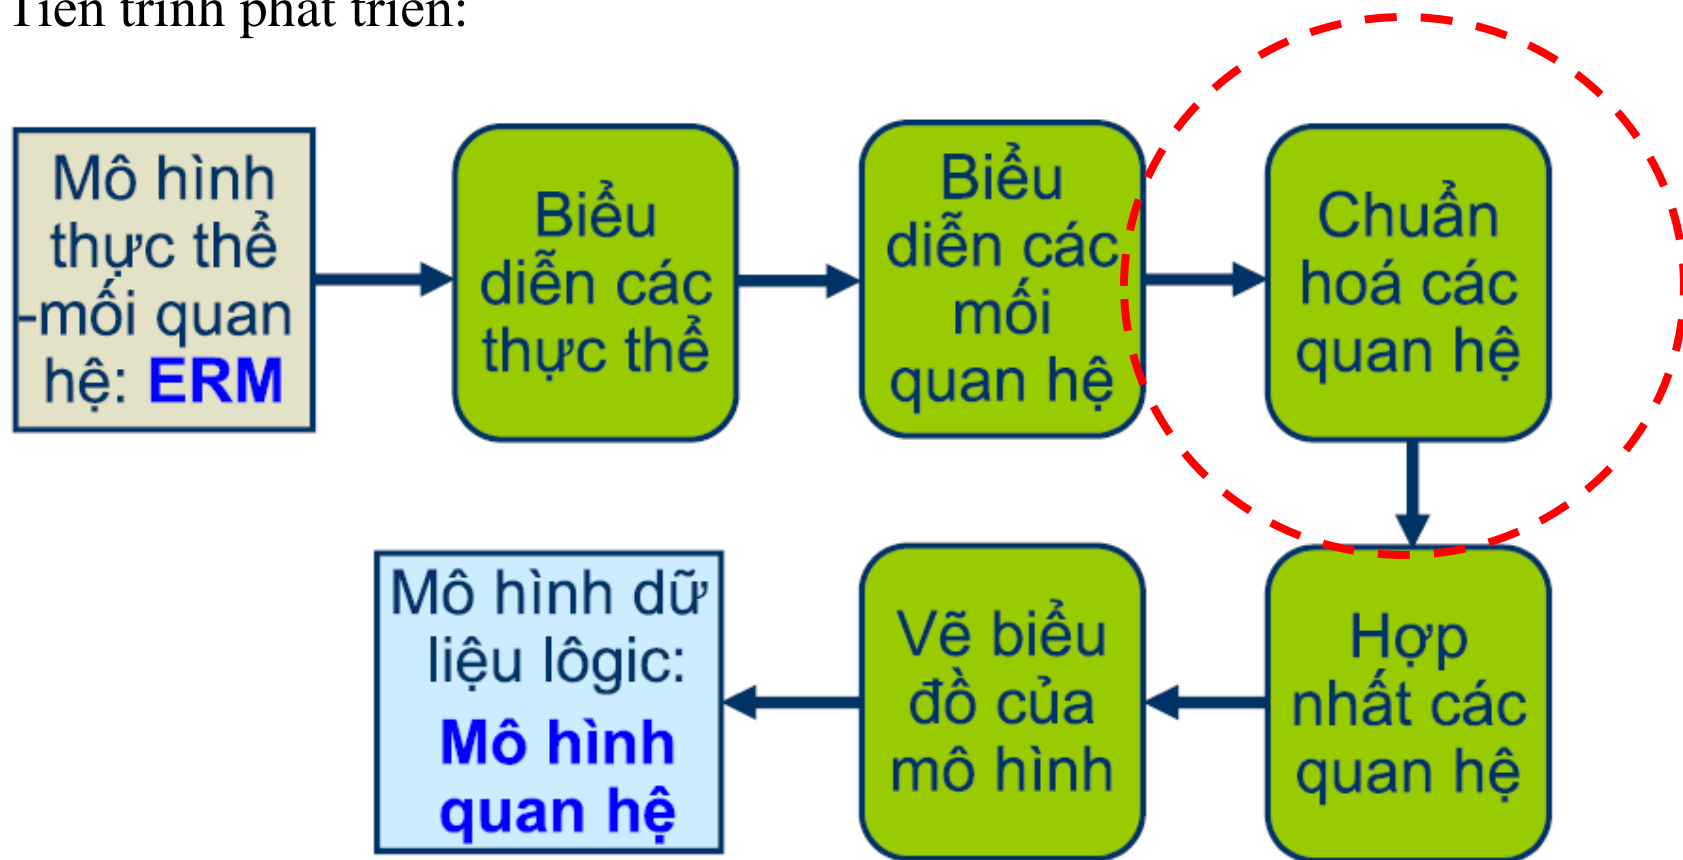 Tiến trình phát triển:
Mô hình
thực thể
-mối quan
hệ: ERM
Biểu
diễn các
thực thể
Biểu
diễn các
mối
quan hệ
Chuẩn
hoá các
quan hệ
Hợp
nhất các
quan hệ
Vẽ biểu
đồ của
mô hình
Mô hình dữ
liệu lôgic:
Mô hình
quan hệ